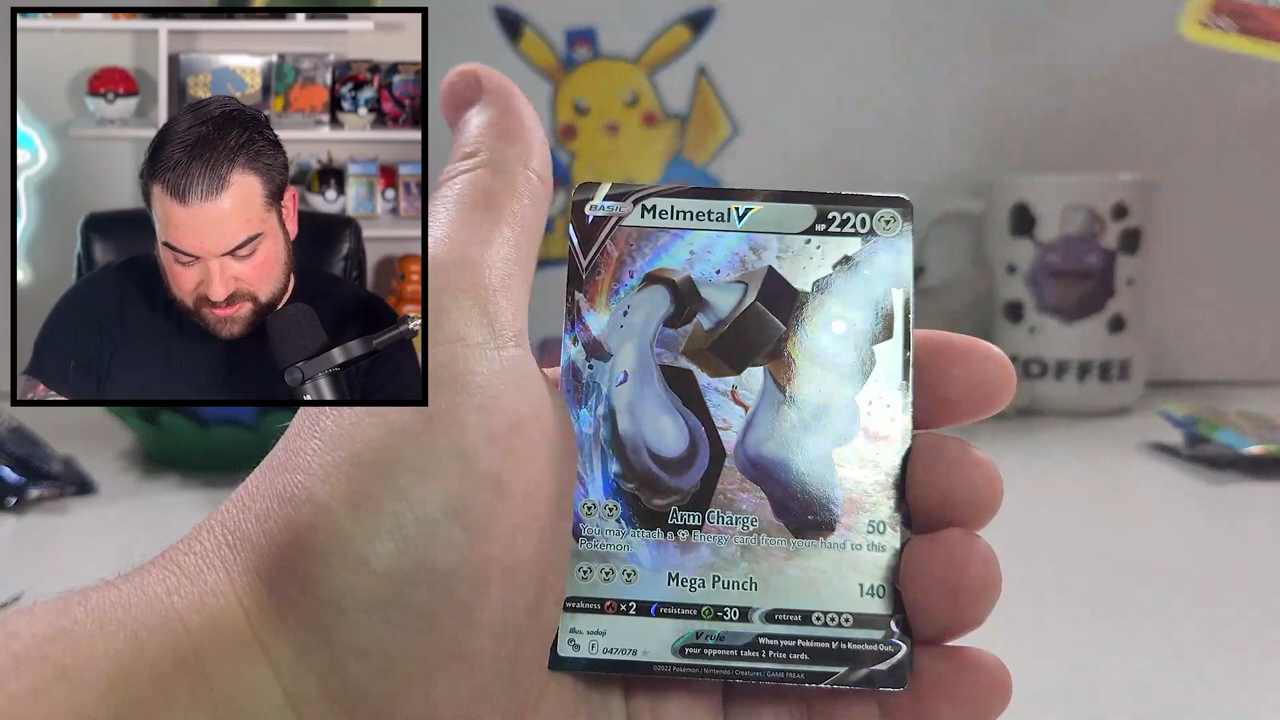 BASIC Melmetal V HP 220
Arm Charge 50
You may attach a Energy card from your hand to this
Pokémon.
Mega Punch 140
weakness ×2 resistance -30 retreat
Illus. sadaji
V rule When your Pokémon V is Knocked Out,
your opponent takes 2 Prize cards.
F 047/078
©2022 Pokémon / Nintendo / Creatures / GAME FREAK
COFFEE